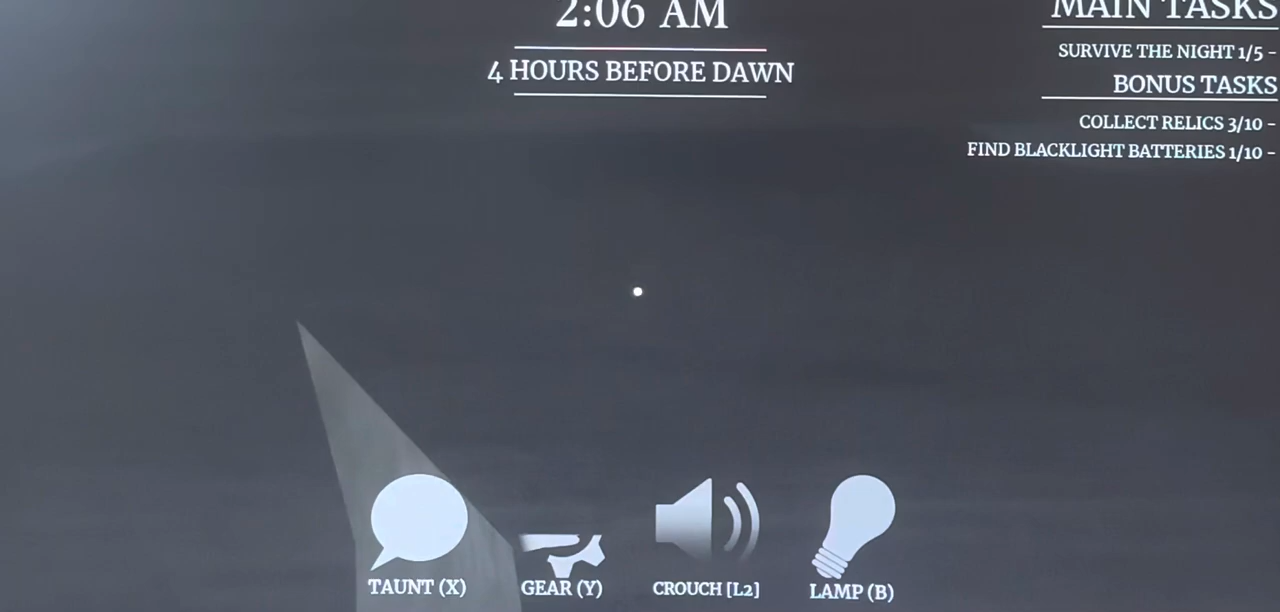 2:06 AM
4 HOURS BEFORE DAWN
MAIN TASKS
SURVIVE THE NIGHT 1/5 -
BONUS TASKS
COLLECT RELICS 3/10 -
FIND BLACKLIGHT BATTERIES 1/10 -
TAUNT (X)
GEAR (Y)
CROUCH [L2]
LAMP (B)